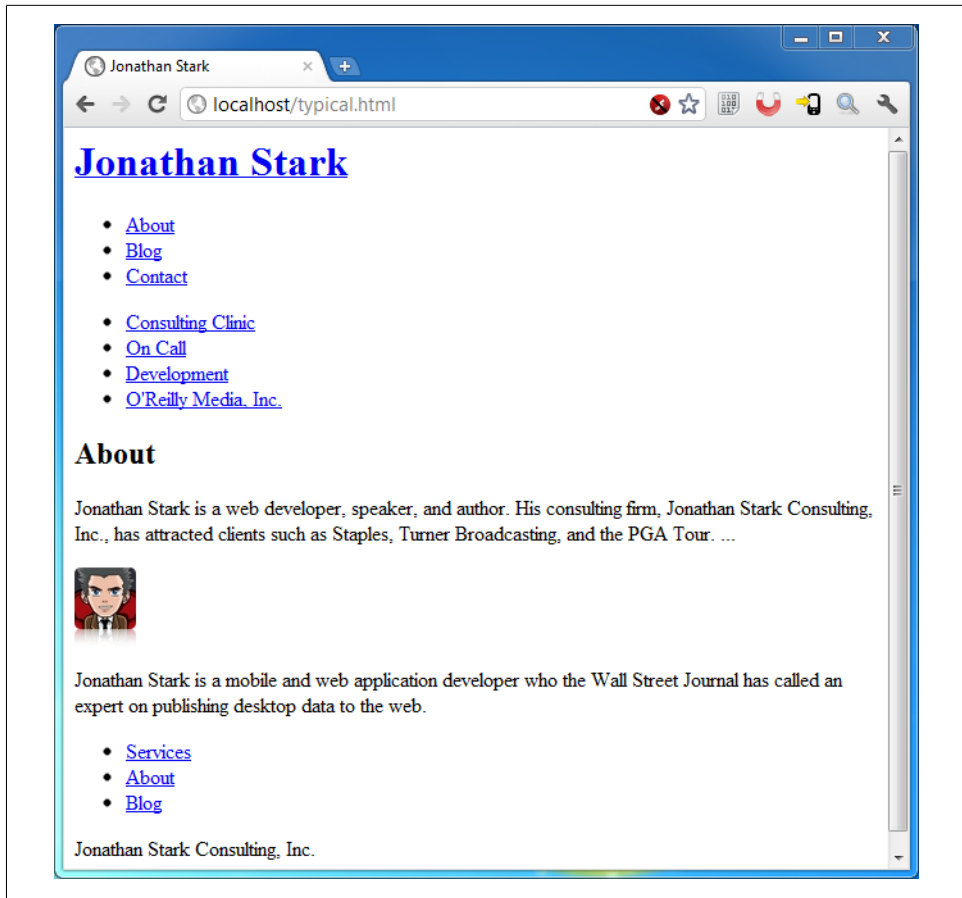 Jonathan Stark
localhost/typical.html
Jonathan Stark
About
Blog
Contact
Consulting Clinic
On Call
Development
O'Reilly Media, Inc.
About
Jonathan Stark is a web developer, speaker, and author. His consulting firm, Jonathan Stark Consulting,
Inc., has attracted clients such as Staples, Turner Broadcasting, and the PGA Tour. ...
Jonathan Stark is a mobile and web application developer who the Wall Street Journal has called an
expert on publishing desktop data to the web.
Services
About
Blog
Jonathan Stark Consulting, Inc.